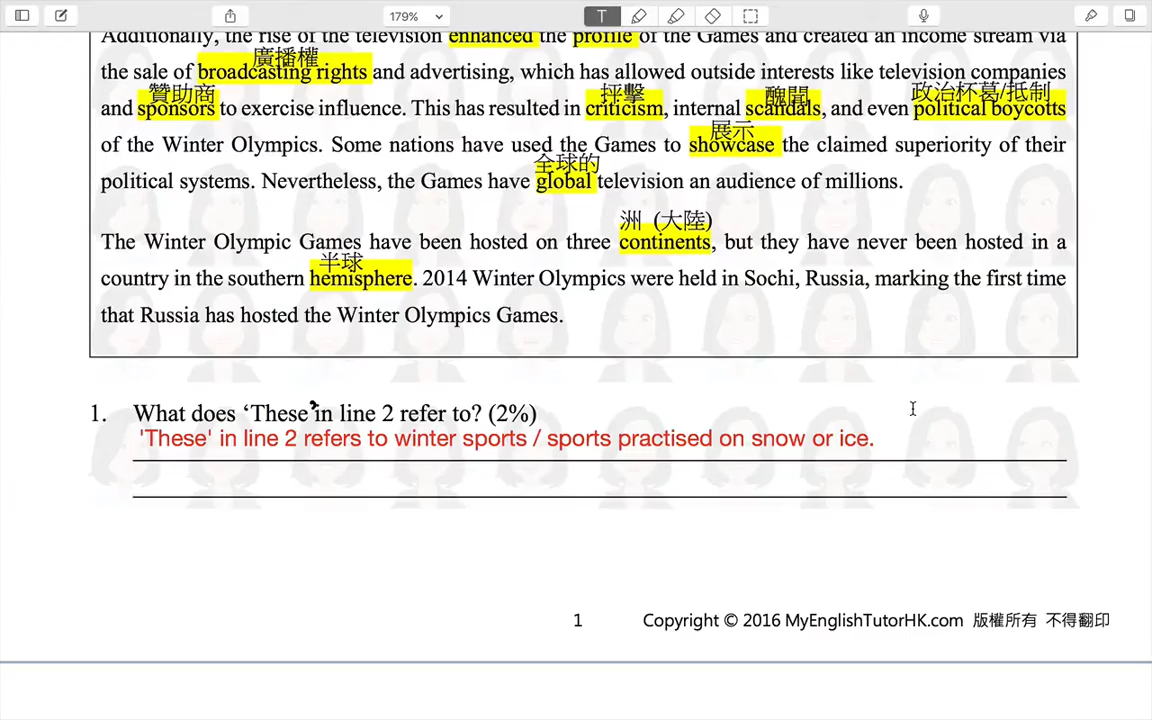 179%
Additionally, the rise of the television enhanced the profile of the Games and created an income stream via
廣播權
the sale of broadcasting rights and advertising, which has allowed outside interests like television companies
贊助商 抨擊 醜聞 政治杯葛/抵制
and sponsors to exercise influence. This has resulted in criticism, internal scandals, and even political boycotts
展示
of the Winter Olympics. Some nations have used the Games to showcase the claimed superiority of their
全球的
political systems. Nevertheless, the Games have global television an audience of millions.
洲 (大陸)
The Winter Olympic Games have been hosted on three continents, but they have never been hosted in a
半球
country in the southern hemisphere. 2014 Winter Olympics were held in Sochi, Russia, marking the first time
that Russia has hosted the Winter Olympics Games.
1. What does ‘These’ in line 2 refer to? (2%)
'These' in line 2 refers to winter sports / sports practised on snow or ice.
1 Copyright © 2016 MyEnglishTutorHK.com 版權所有 不得翻印